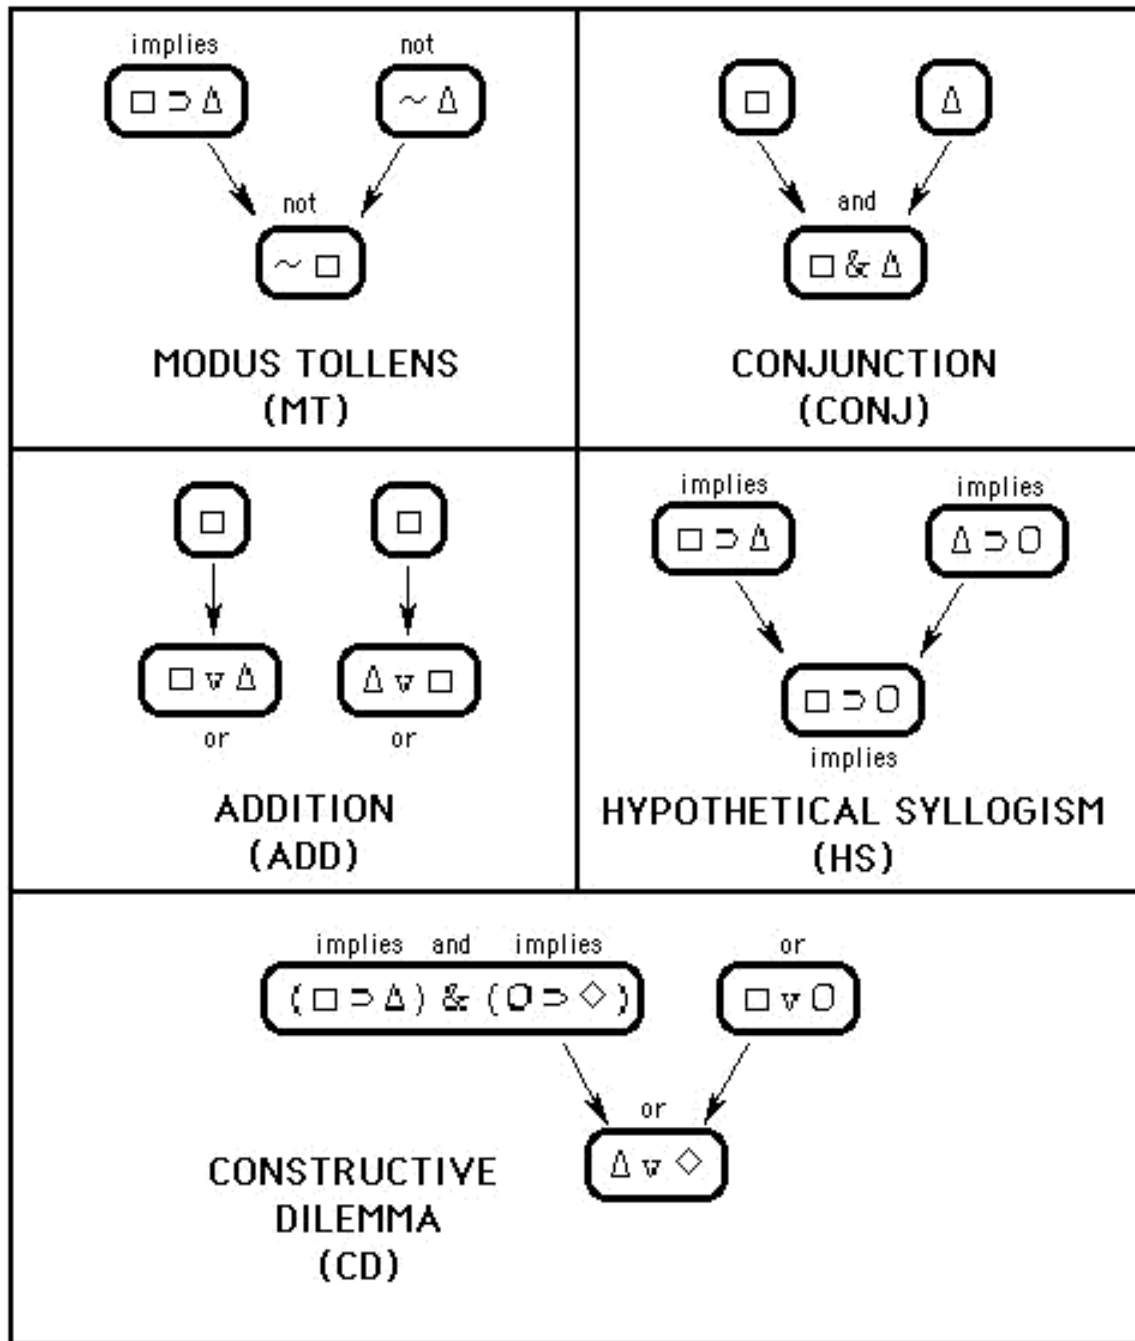 implies not
□ ⊃ Δ ~ Δ
not
~ □
MODUS TOLLENS
(MT)
□ Δ
and
□ & Δ
CONJUNCTION
(CONJ)
□ □
□ v Δ Δ v □
or or
ADDITION
(ADD)
implies implies
□ ⊃ Δ Δ ⊃ O
□ ⊃ O
implies
HYPOTHETICAL SYLLOGISM
(HS)
implies and implies or
(□ ⊃ Δ) & (O ⊃ ◇) □ v O
or
Δ v ◇
CONSTRUCTIVE
DILEMMA
(CD)